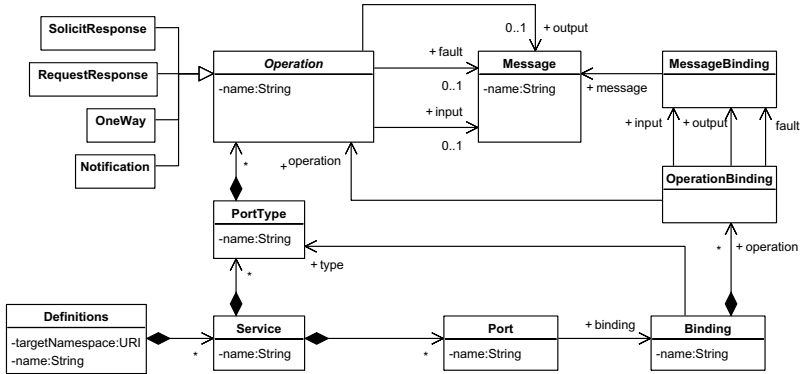 SolicitResponse
RequestResponse
OneWay
Notification
Operation
-name:String
0..1
+ output
+ fault
0..1
+ input
0..1
Message
-name:String
+ message
MessageBinding
+ input
+ output
fault
OperationBinding
*
+ operation
PortType
-name:String
*
+ type
*
+ operation
Definitions
-targetNamespace:URI
-name:String
*
Service
-name:String
*
Port
-name:String
+ binding
Binding
-name:String